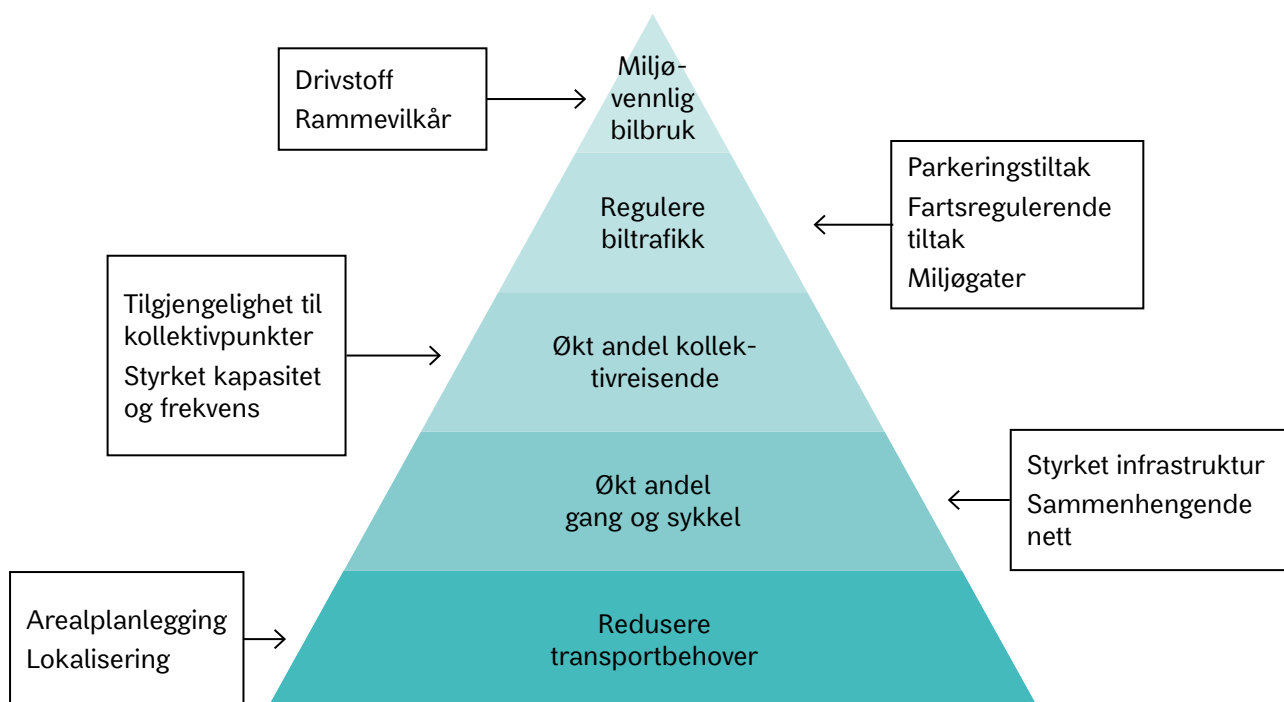 Miljø-
vennlig
bilbruk
Drivstoff
Rammevilkår
Regulere
biltrafikk
Parkeringstiltak
Fartsregulerende
tiltak
Miljøgater
Økt andel kollek-
tivreisende
Tilgjengelighet til
kollektivpunkter
Styrket kapasitet
og frekvens
Økt andel
gang og sykkel
Styrket infrastruktur
Sammenhengende
nett
Redusere
transportbehover
Arealplanlegging
Lokalisering